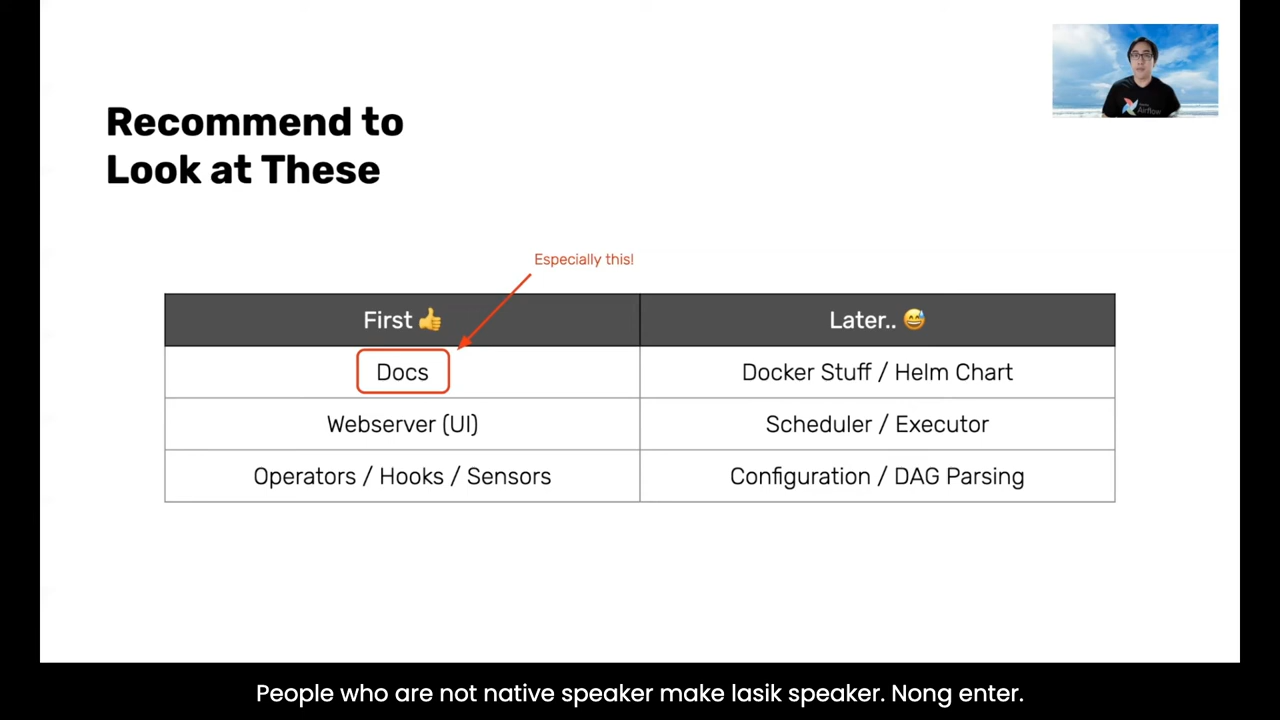 Recommend to
Look at These
Especially this!
First 👍 Later.. 😅
Docs Docker Stuff / Helm Chart
Webserver (UI) Scheduler / Executor
Operators / Hooks / Sensors Configuration / DAG Parsing
Airflow
People who are not native speaker make lasik speaker. Nong enter.